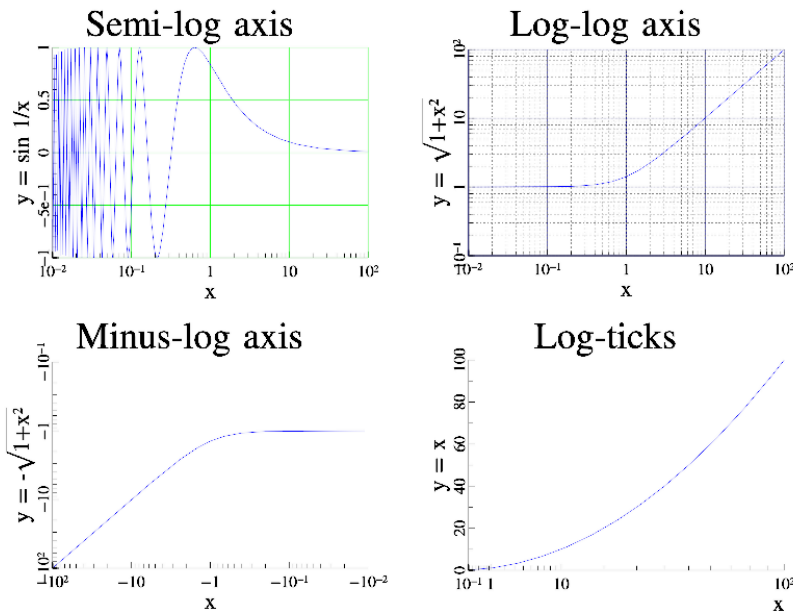 Semi-log axis
y = sin 1/x
1
0.5
0
−5e−1
−1
10⁻²
10⁻¹
1
10
10²
x
Log-log axis
y = √1+x²
10²
10
1
10⁻¹
10⁻²
10⁻¹
1
10
10²
x
Minus-log axis
y = -√1+x²
−10⁻¹
−1
−10
−10²
−10²
−10
−1
−10⁻¹
−10⁻²
x
Log-ticks
y = x
100
80
60
40
20
0
10⁻¹
1
10
10²
x